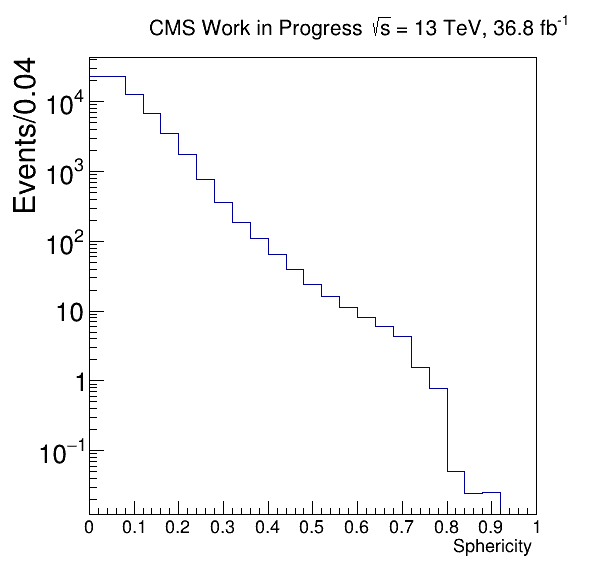 CMS Work in Progress √s = 13 TeV, 36.8 fb⁻¹
Events/0.04
10⁴
10³
10²
10
1
10⁻¹
0 0.1 0.2 0.3 0.4 0.5 0.6 0.7 0.8 0.9 1
Sphericity